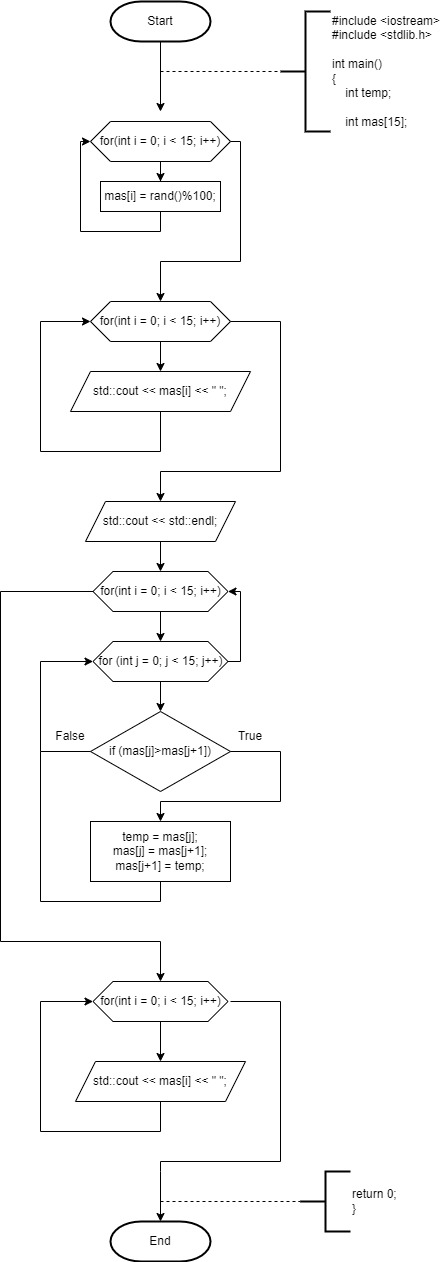 Start
#include <iostream>
#include <stdlib.h>
int main()
{
int temp;
int mas[15];
for(int i = 0; i < 15; i++)
mas[i] = rand()%100;
for(int i = 0; i < 15; i++)
std::cout << mas[i] << " ";
std::cout << std::endl;
for(int i = 0; i < 15; i++)
for (int j = 0; j < 15; j++)
False
True
if (mas[j]>mas[j+1])
temp = mas[j];
mas[j] = mas[j+1];
mas[j+1] = temp;
for(int i = 0; i < 15; i++)
std::cout << mas[i] << " ";
return 0;
}
End